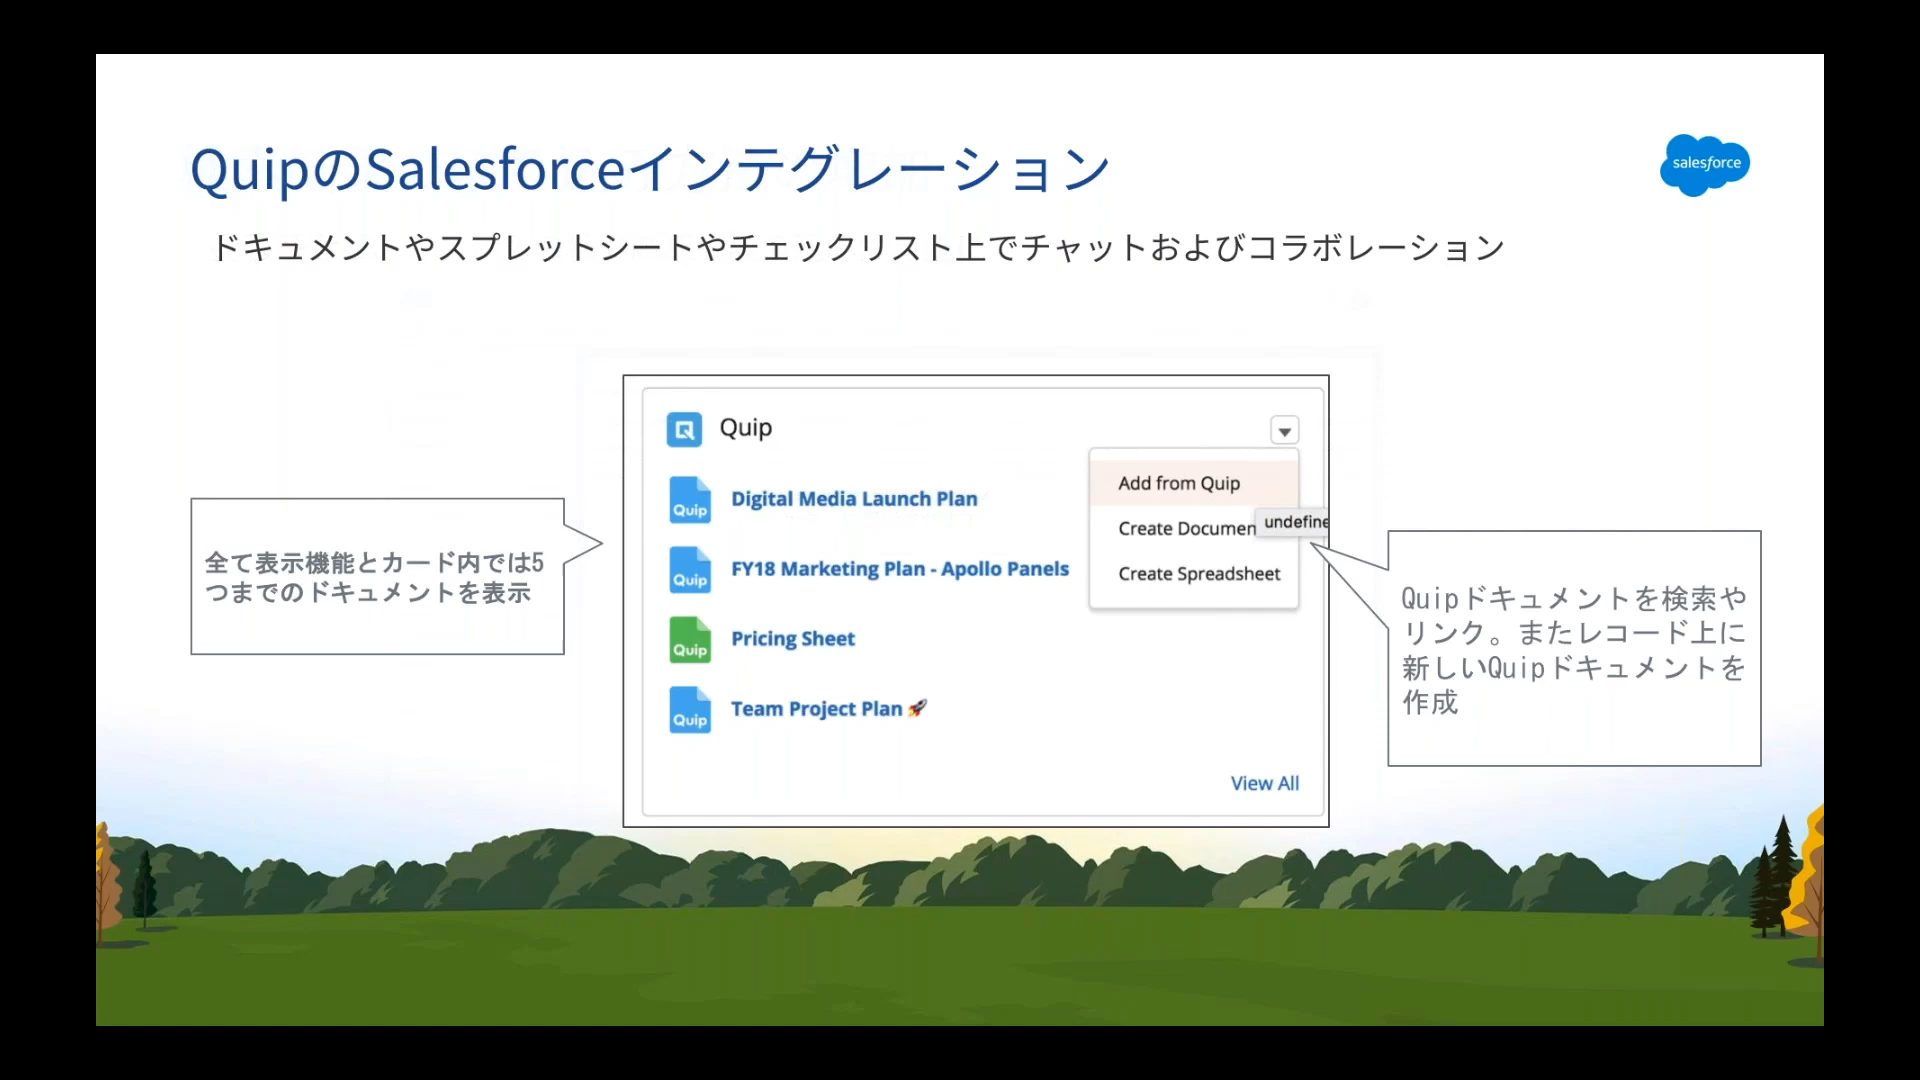 QuipのSalesforceインテグレーション
salesforce
ドキュメントやスプレットシートやチェックリスト上でチャットおよびコラボレーション
全て表示機能とカード内では5
つまでのドキュメントを表示
Quip
Quip Digital Media Launch Plan
Quip FY18 Marketing Plan - Apollo Panels
Quip Pricing Sheet
Quip Team Project Plan 🚀
Add from Quip
Create Documen
undefine
Create Spreadsheet
View All
Quipドキュメントを検索や
リンク。またレコード上に
新しいQuipドキュメントを
作成